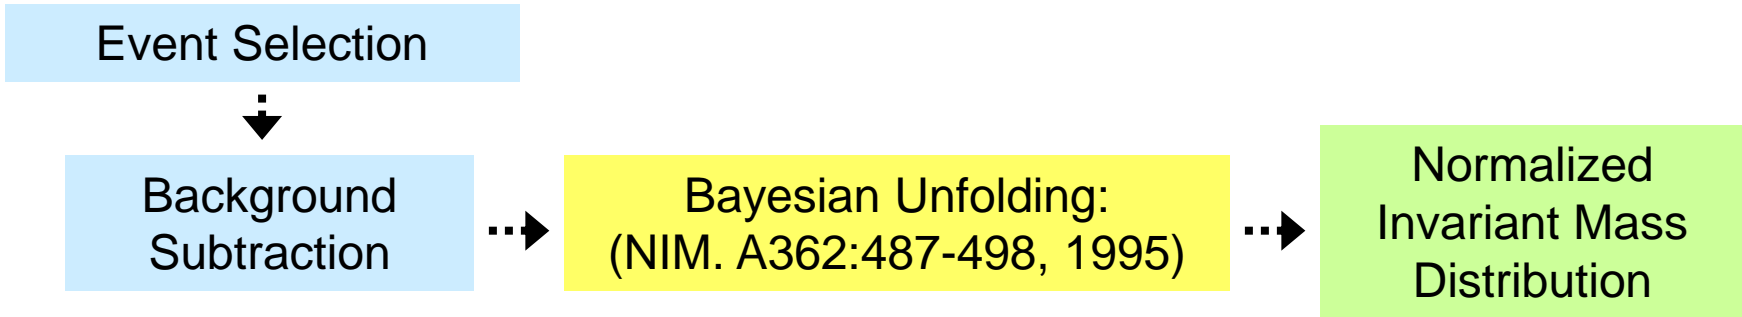 Event Selection
Background
Subtraction
Bayesian Unfolding:
(NIM. A362:487-498, 1995)
Normalized
Invariant Mass
Distribution